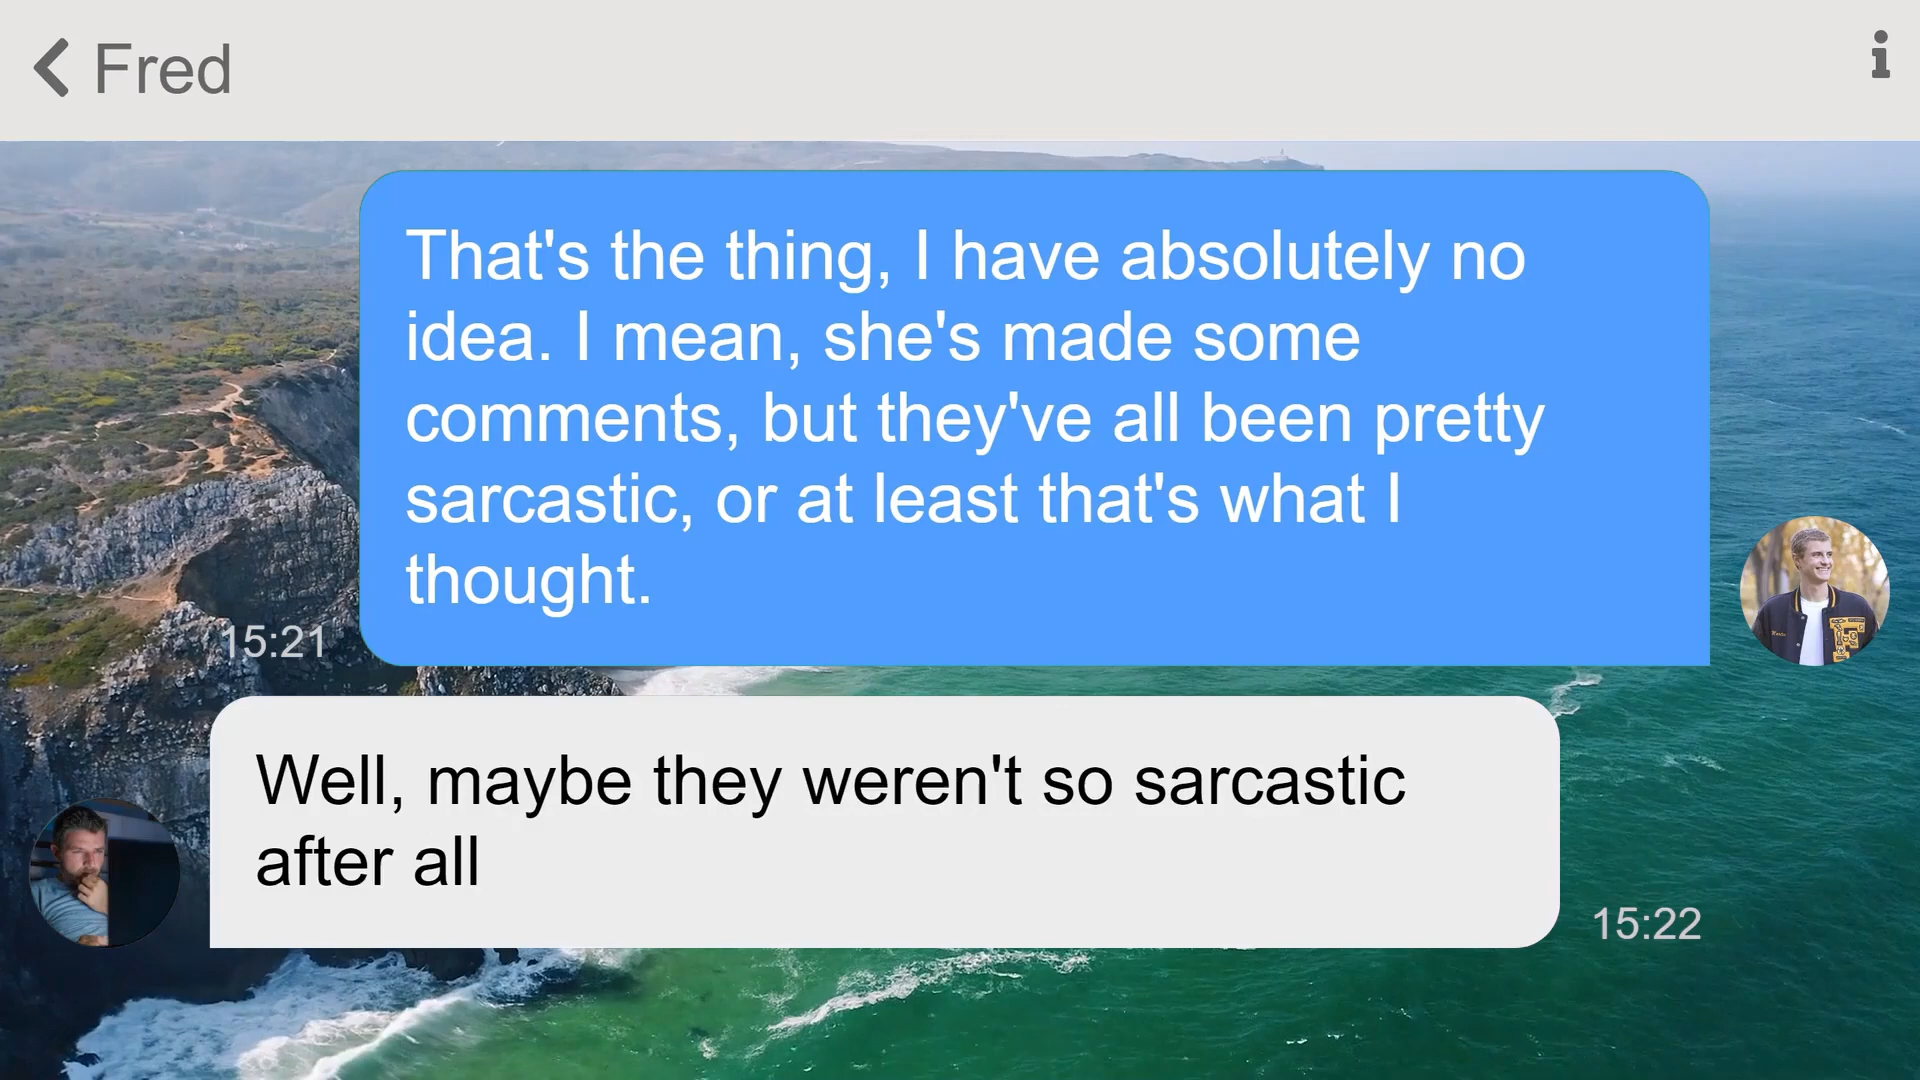 Fred
That's the thing, I have absolutely no
idea. I mean, she's made some
comments, but they've all been pretty
sarcastic, or at least that's what I
thought.
15:21
Well, maybe they weren't so sarcastic
after all
15:22